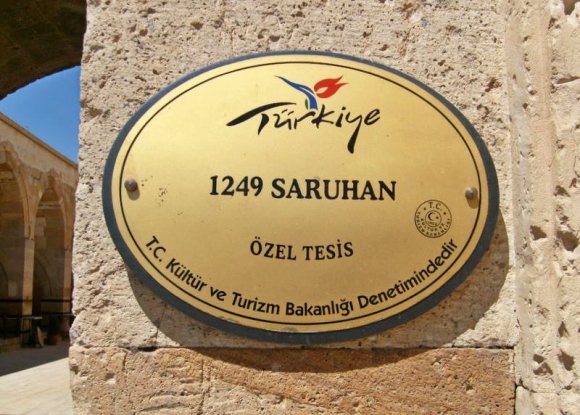 Türkiye
1249 SARUHAN
T.C.
ÖZEL TESİS
T.C. Kültür ve Turizm Bakanlığı Denetimindedir